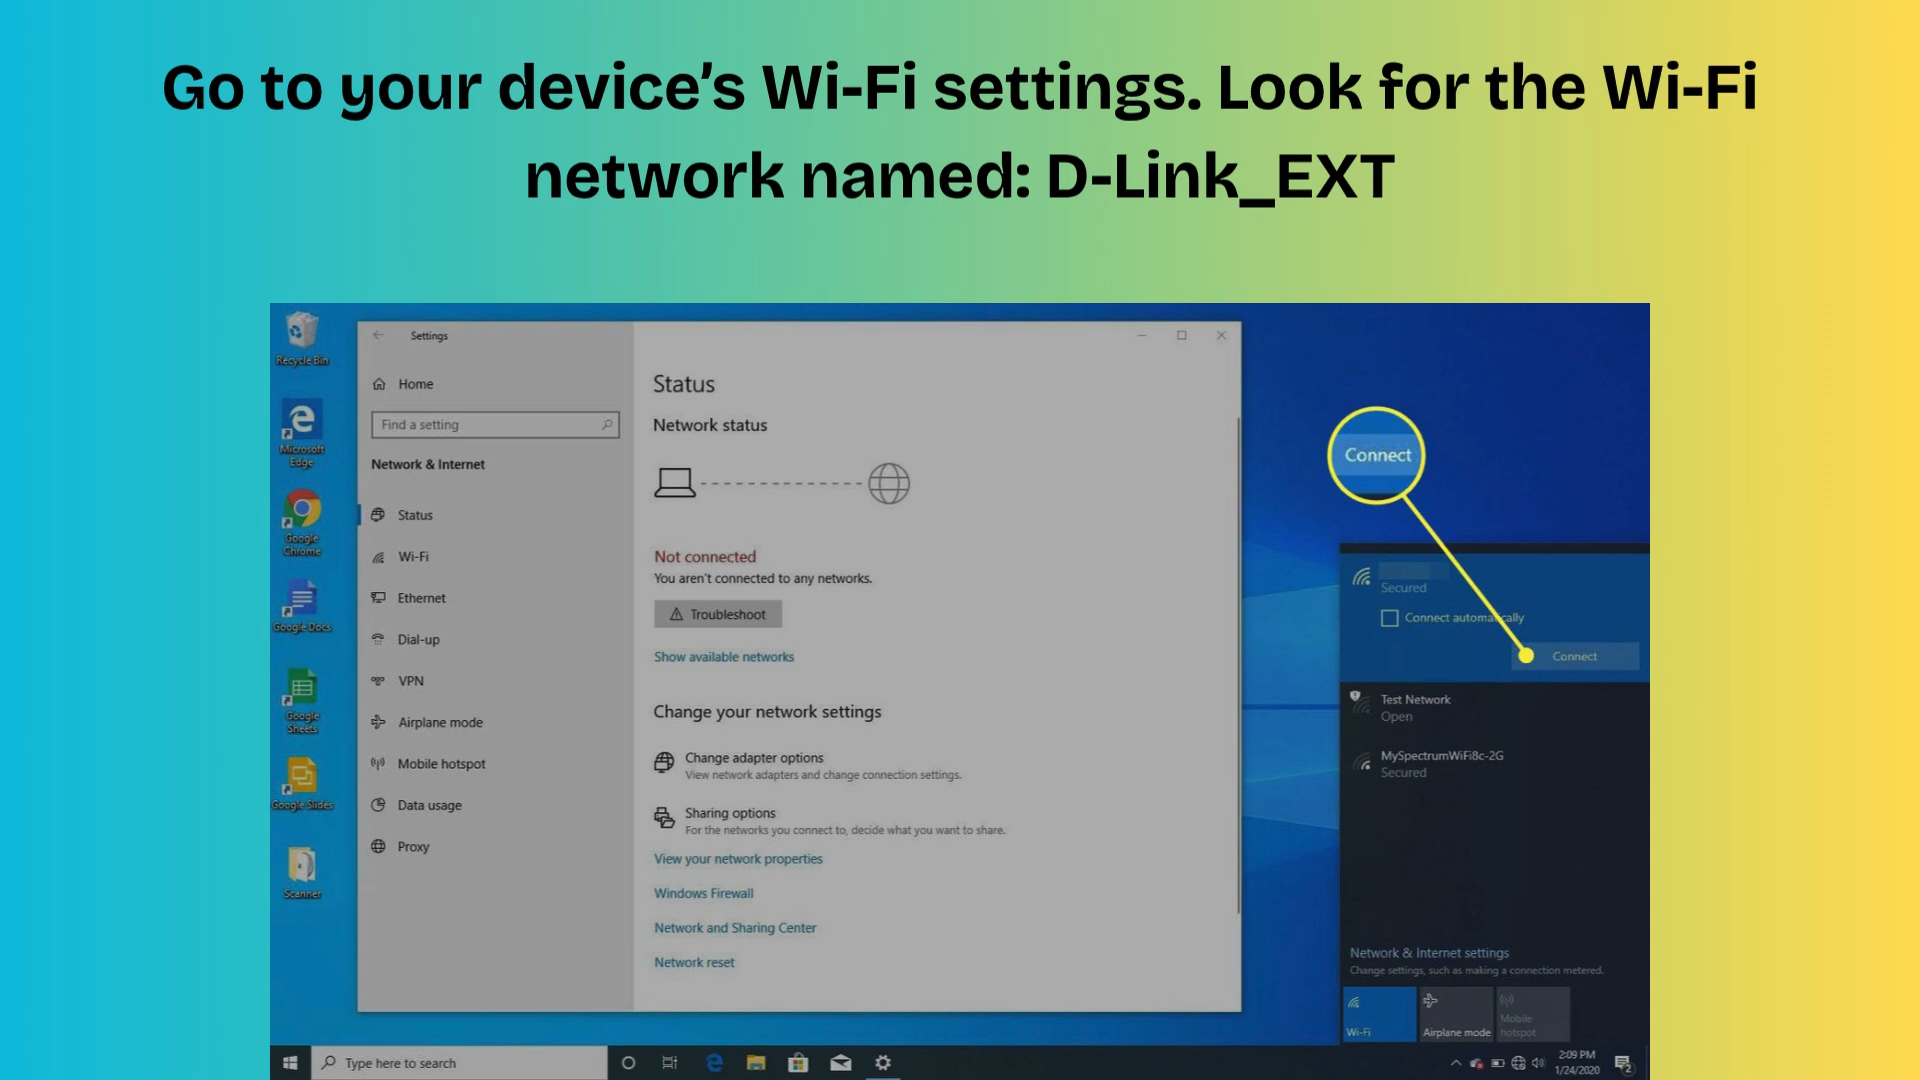 Go to your device’s Wi-Fi settings. Look for the Wi-Fi
network named: D-Link_EXT
Recycle Bin
Microsoft
Edge
Google
Chrome
Google Docs
Google
Sheets
Google Slides
Scanner
Settings
Home
Find a setting
Network & Internet
Status
Wi-Fi
Ethernet
Dial-up
VPN
Airplane mode
Mobile hotspot
Data usage
Proxy
Status
Network status
Not connected
You aren't connected to any networks.
Troubleshoot
Show available networks
Change your network settings
Change adapter options
View network adapters and change connection settings.
Sharing options
For the networks you connect to, decide what you want to share.
View your network properties
Windows Firewall
Network and Sharing Center
Network reset
Connect
Secured
Connect automatically
Connect
Test Network
Open
MySpectrumWiFi8c-2G
Secured
Network & Internet settings
Change settings, such as making a connection metered.
Wi-Fi
Airplane mode
Mobile
hotspot
Type here to search
2:09 PM
1/24/2020
2